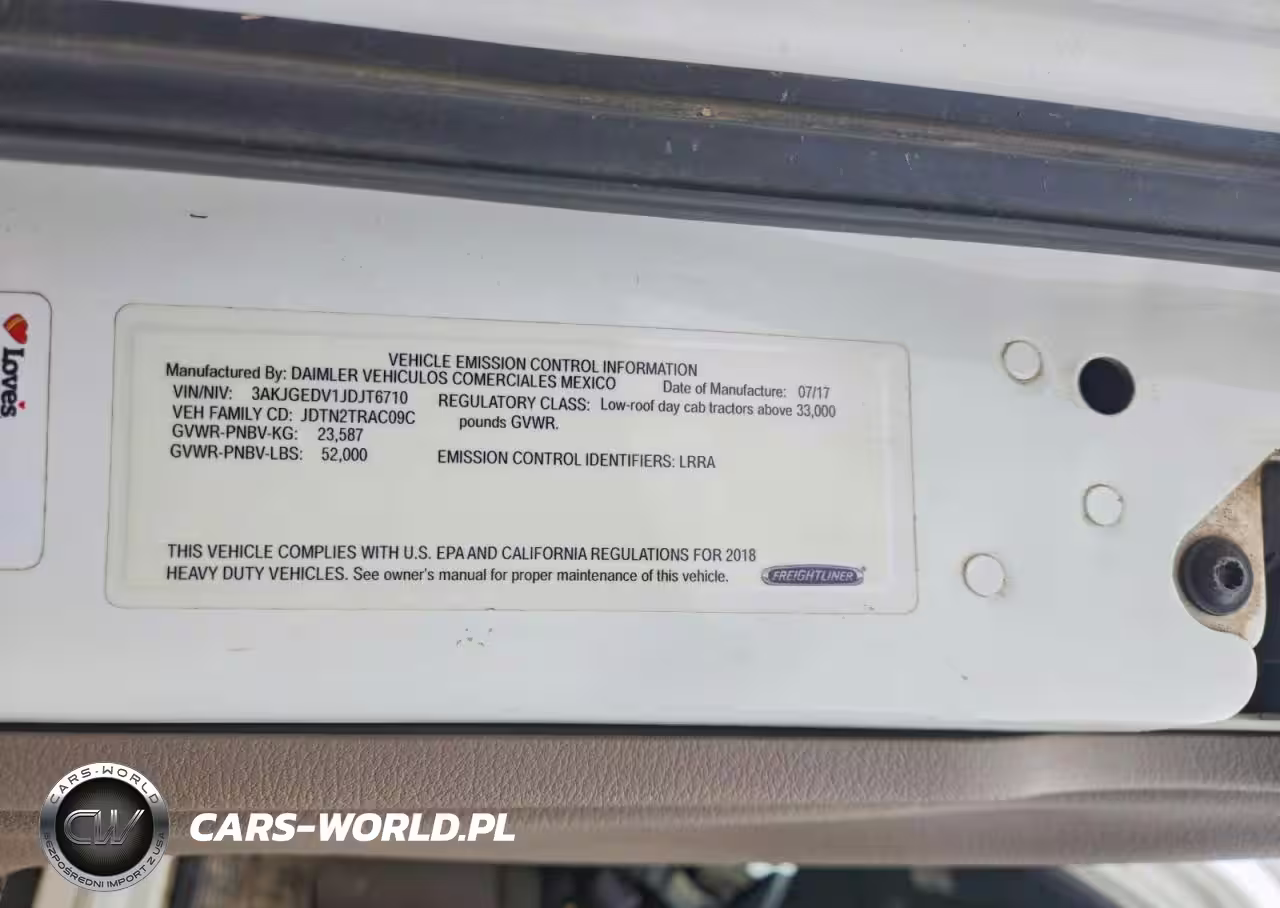 Love's
VEHICLE EMISSION CONTROL INFORMATION
Manufactured By: DAIMLER VEHICULOS COMERCIALES MEXICO
Date of Manufacture: 07/17
VIN/NIV: 3AKJGEDV1JDJT6710
VEH FAMILY CD: JDTN2TRAC09C
GVWR-PNBV-KG: 23,587
GVWR-PNBV-LBS: 52,000
REGULATORY CLASS: Low-roof day cab tractors above 33,000
pounds GVWR.
EMISSION CONTROL IDENTIFIERS: LRRA
THIS VEHICLE COMPLIES WITH U.S. EPA AND CALIFORNIA REGULATIONS FOR 2018
HEAVY DUTY VEHICLES. See owner's manual for proper maintenance of this vehicle.
FREIGHTLINER
CARS-WORLD
CW
BEZPOŚREDNI IMPORT Z USA
CARS-WORLD.PL